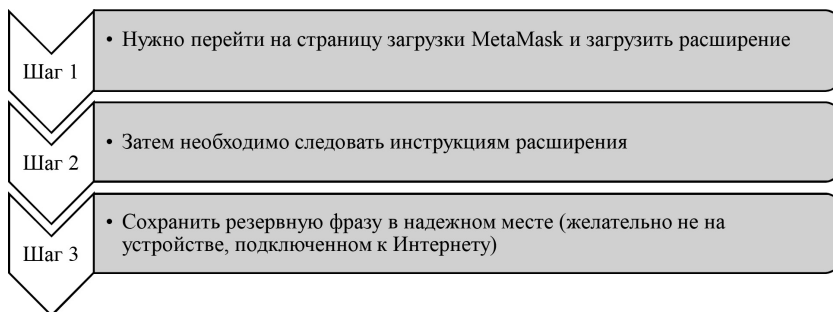 Шаг 1
• Нужно перейти на страницу загрузки MetaMask и загрузить расширение
Шаг 2
• Затем необходимо следовать инструкциям расширения
Шаг 3
• Сохранить резервную фразу в надежном месте (желательно не на
устройстве, подключенном к Интернету)